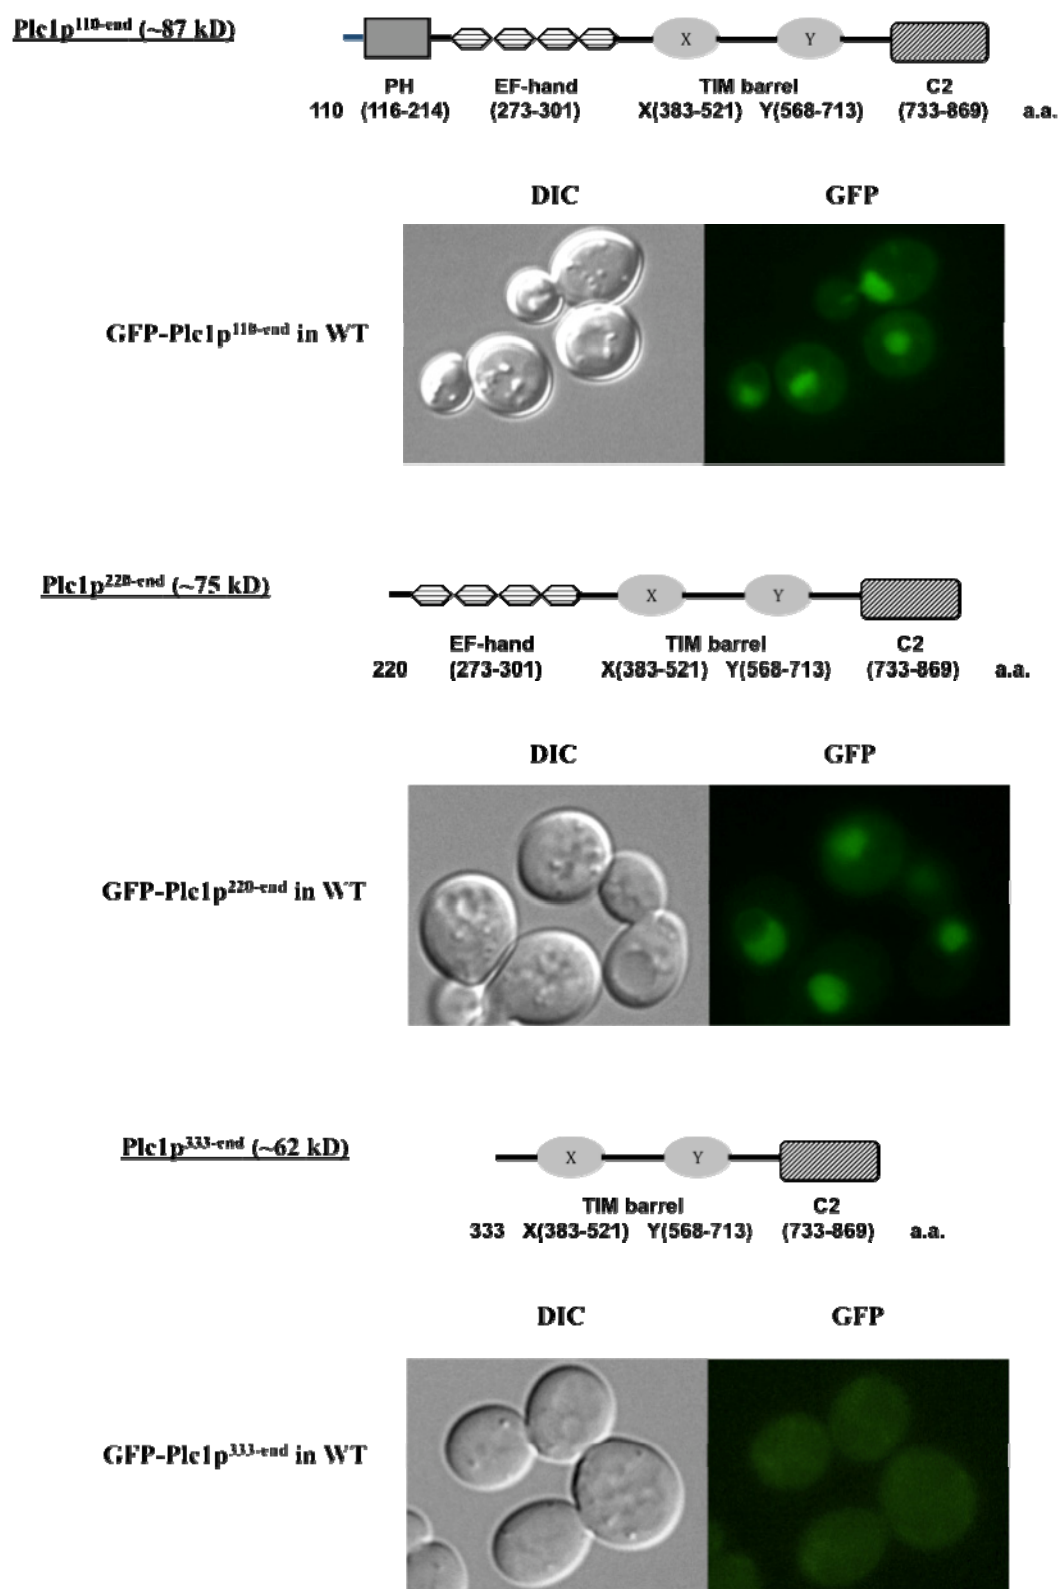 Plc1p110-end (~87 kD)
X Y
PH EF-hand TIM barrel C2
110 (116-214) (273-301) X(383-521) Y(568-713) (733-869) a.a.
DIC GFP
GFP-Plc1p110-end in WT
Plc1p220-end (~75 kD)
X Y
EF-hand TIM barrel C2
220 (273-301) X(383-521) Y(568-713) (733-869) a.a.
DIC GFP
GFP-Plc1p220-end in WT
Plc1p333-end (~62 kD)
X Y
TIM barrel C2
333 X(383-521) Y(568-713) (733-869) a.a.
DIC GFP
GFP-Plc1p333-end in WT